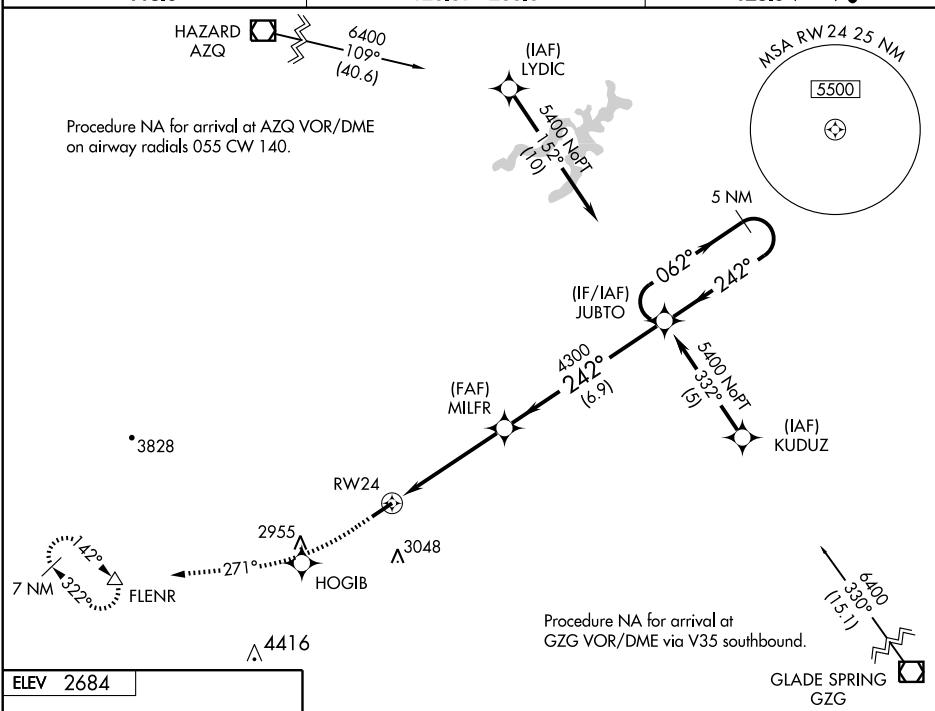 HAZARD
AZQ
6400
109°
(40.6)
(IAF)
LYDIC
5400 NoPT
152°
(10)
MSA RW 24 25 NM
5500
Procedure NA for arrival at AZQ VOR/DME
on airway radials 055 CW 140.
5 NM
062°
242°
(IF/IAF)
JUBTO
4300
242°
(6.9)
5400 NoPT
332°
(5)
(FAF)
MILFR
(IAF)
KUDUZ
3828
RW24
2955
3048
142°
322°
7 NM
FLENR
271°
HOGIB
6400
330°
(15.1)
Procedure NA for arrival at
GZG VOR/DME via V35 southbound.
4416
GLADE SPRING
GZG
ELEV 2684